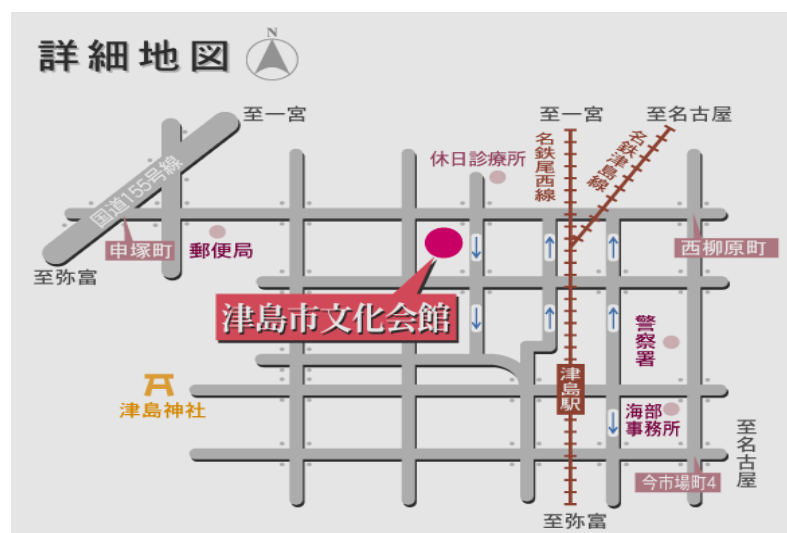 詳細地図
N
至一宮
至一宮
至名古屋
国道155号線
休日診療所
名鉄尾西線
名鉄津島線
申塚町
郵便局
西柳原町
至弥富
津島市文化会館
警察署
津島駅
津島神社
海部
事務所
至名古屋
今市場町4
至弥富